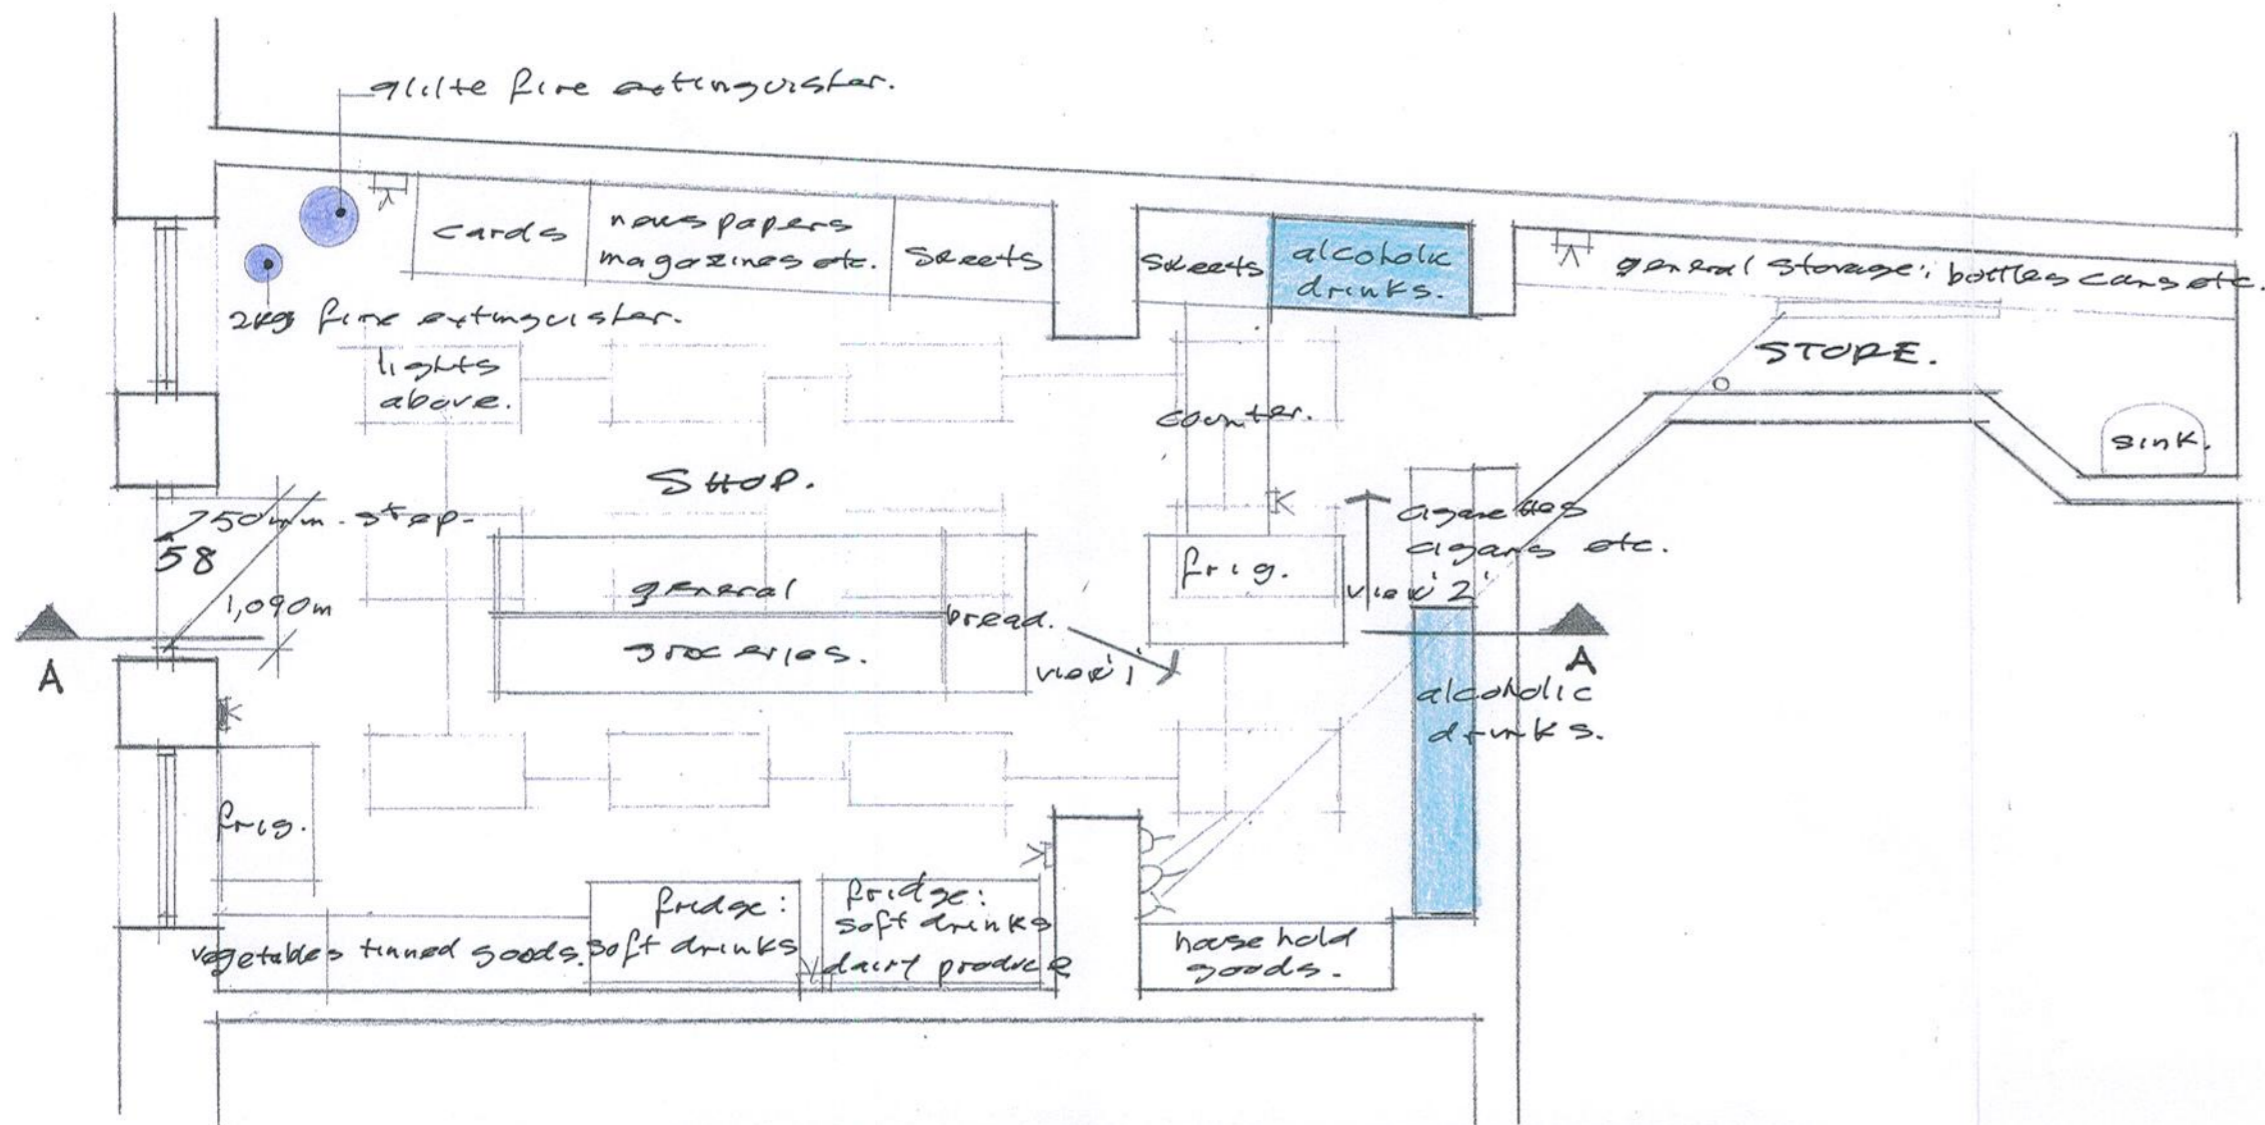 9 litre fire extinguisher.
cards
newspapers
magazines etc.
sweets
sweets
alcoholic
drinks.
general storage: bottles cans etc.
2kg fire extinguisher.
lights
above.
STORE.
counter.
sink.
SHOP.
750mm step
58
1,090m
cigarettes
cigars etc.
frig.
general
groceries.
bread.
view '1'
view '2'
A
A
alcoholic
drinks.
frig.
fridge:
soft drinks
fridge:
soft drinks
dairy produce
vegetables
tinned goods.
household
goods.